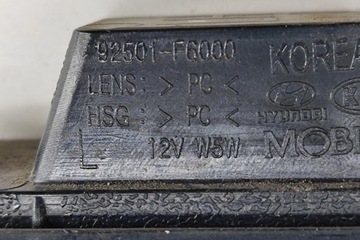 92501-F6000
KOREA
LENS: > PC <
HSG: > PC <
HYUNDAI
L
12V W5W
MOBI